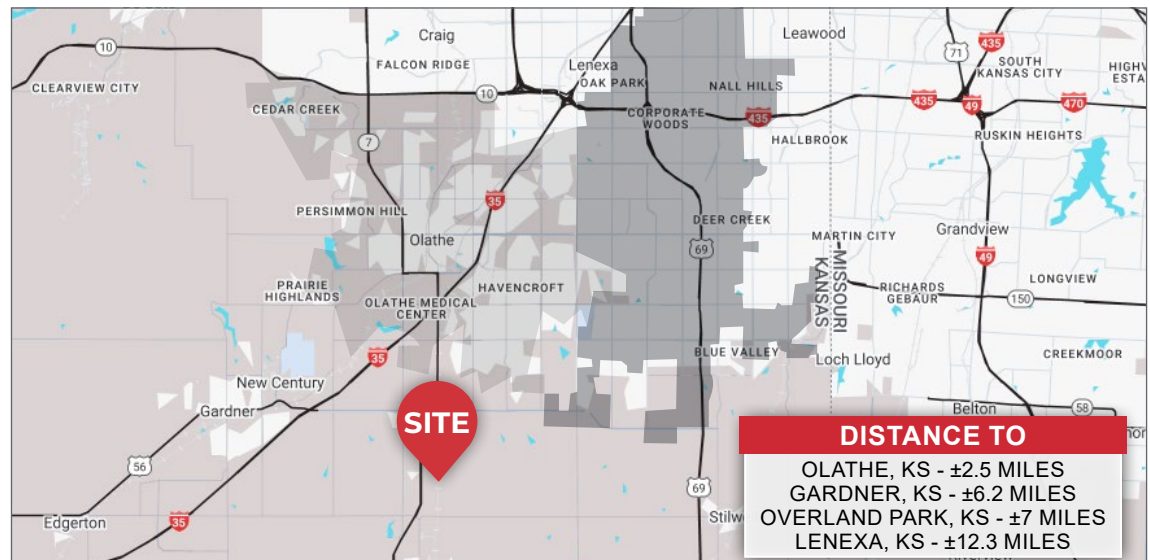 Craig
Leawood
71
435
10
FALCON RIDGE
Lenexa
SOUTH
KANSAS CITY
OAK PARK
NALL HILLS
CLEARVIEW CITY
CEDAR CREEK
10
435
49
470
CORPORATE
WOODS
435
7
HALLBROOK
RUSKIN HEIGHTS
35
PERSIMMON HILL
DEER CREEK
Olathe
69
MARTIN CITY
Grandview
49
PRAIRIE
HIGHLANDS
HAVENCROFT
MISSOURI
KANSAS
LONGVIEW
OLATHE MEDICAL
CENTER
RICHARDS
GEBAUR
150
35
BLUE VALLEY
Loch Lloyd
CREEKMOOR
New Century
Gardner
Belton
58
SITE
DISTANCE TO
OLATHE, KS - ±2.5 MILES
GARDNER, KS - ±6.2 MILES
OVERLAND PARK, KS - ±7 MILES
LENEXA, KS - ±12.3 MILES
56
69
Edgerton
35